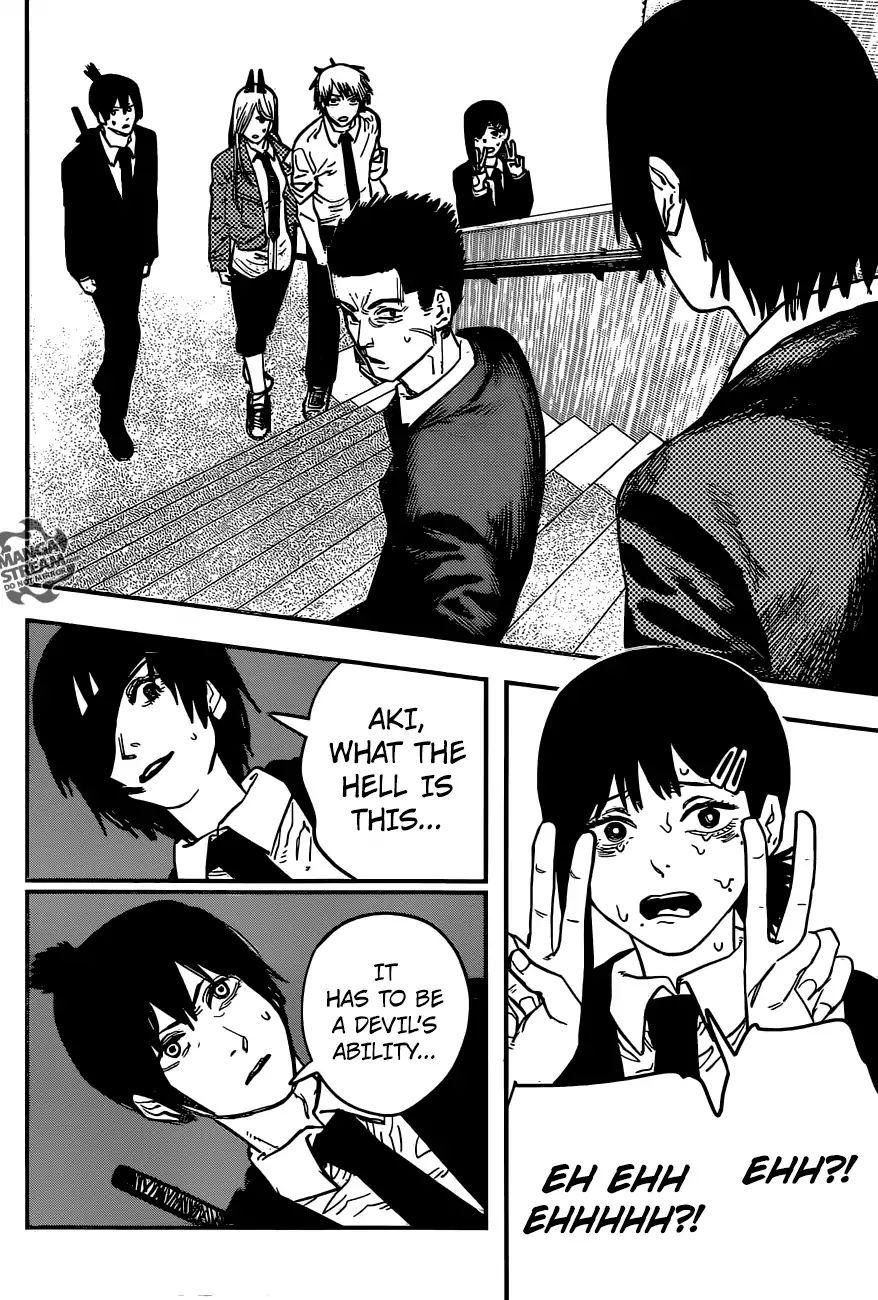 MANGA
STREAM
AKI,
WHAT THE
HELL IS
THIS...
EHH?!
EH EHH
EHHHHH?!
IT
HAS TO BE
A DEVIL'S
ABILITY...